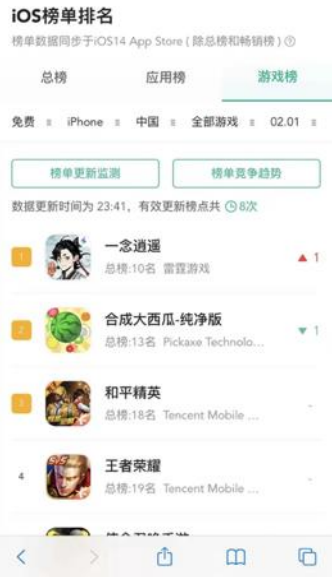 iOS榜单排名
榜单数据同步于iOS14 App Store ( 除总榜和畅销榜 ) ?
总榜 应用榜 游戏榜
免费 iPhone 中国 全部游戏 02.01
榜单更新监测 榜单竞争趋势
数据更新时间为 23:41，有效更新榜点共 8次
1 一念逍遥 1
总榜:10名 雷霆游戏
2 合成大西瓜-纯净版 1
总榜:13名 Pickaxe Technolo...
3 和平精英 -
总榜:18名 Tencent Mobile ...
4 王者荣耀 -
总榜:19名 Tencent Mobile ...